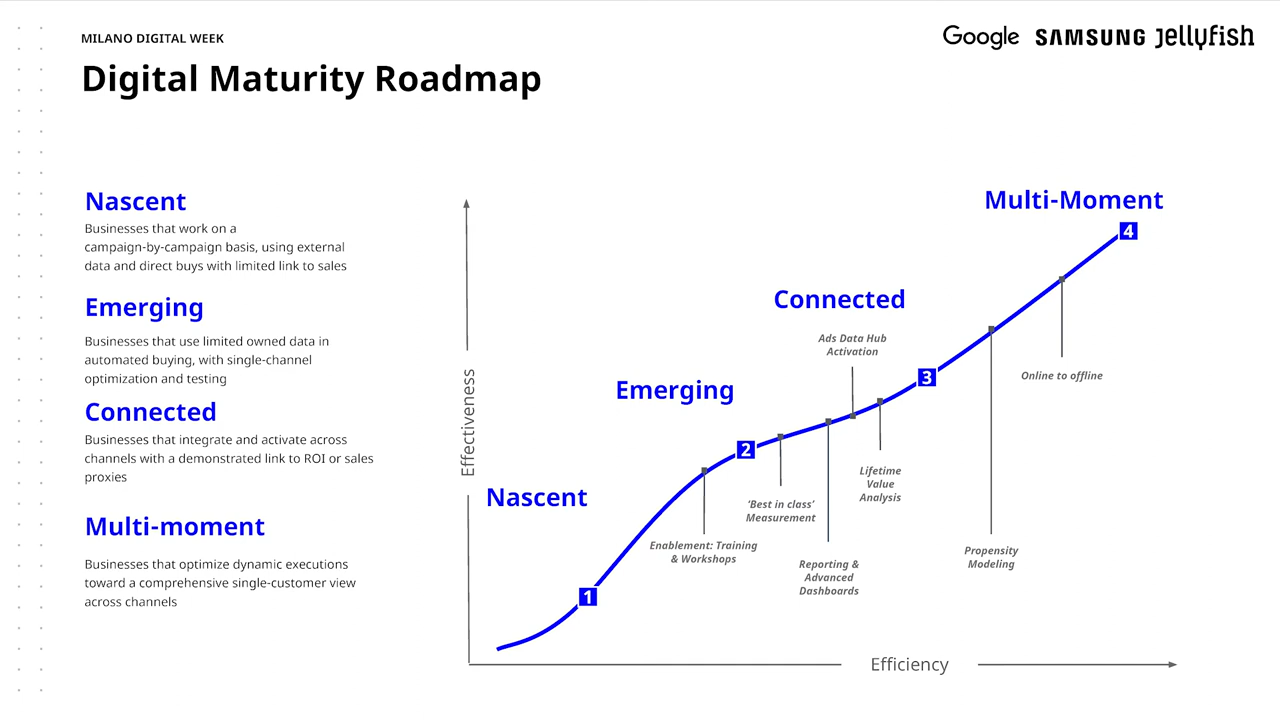 MILANO DIGITAL WEEK
Google SAMSUNG Jellyfish
Digital Maturity Roadmap
Nascent
Businesses that work on a
campaign-by-campaign basis, using external
data and direct buys with limited link to sales
Emerging
Businesses that use limited owned data in
automated buying, with single-channel
optimization and testing
Connected
Businesses that integrate and activate across
channels with a demonstrated link to ROI or sales
proxies
Multi-moment
Businesses that optimize dynamic executions
toward a comprehensive single-customer view
across channels
Effectiveness
Efficiency
Nascent
1
Emerging
2
Connected
3
Multi-Moment
4
Enablement: Training
& Workshops
‘Best in class’
Measurement
Reporting &
Advanced
Dashboards
Ads Data Hub
Activation
Lifetime
Value
Analysis
Propensity
Modeling
Online to offline